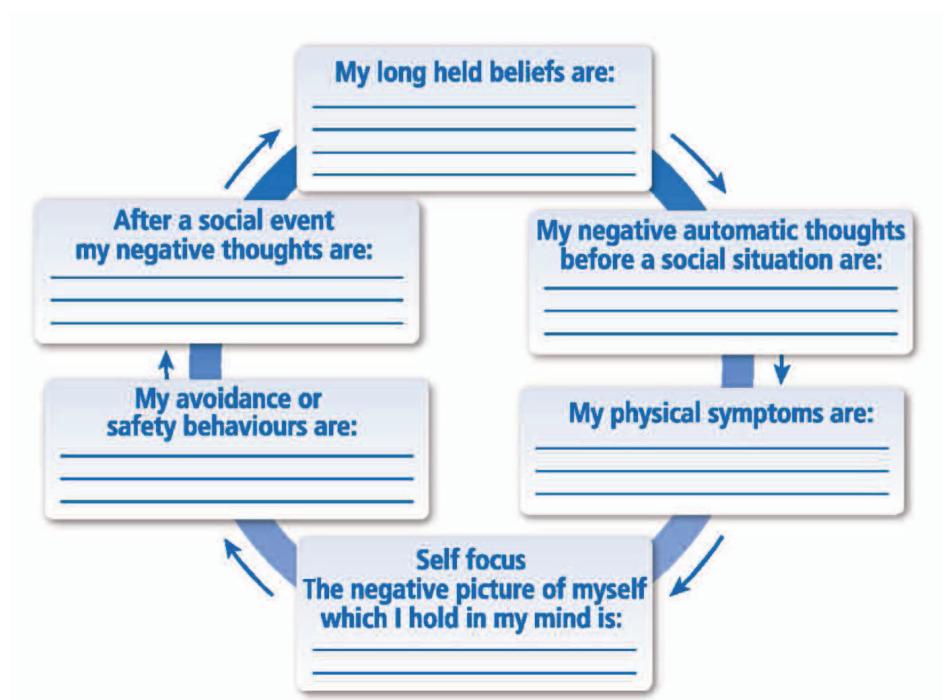 My long held beliefs are:
My negative automatic thoughts
before a social situation are:
My physical symptoms are:
Self focus
The negative picture of myself
which I hold in my mind is:
My avoidance or
safety behaviours are:
After a social event
my negative thoughts are: